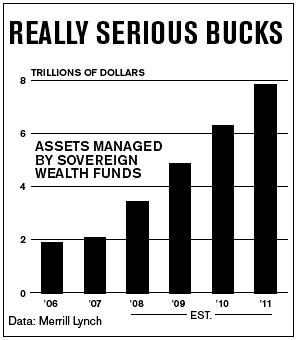 REALLY SERIOUS BUCKS
TRILLIONS OF DOLLARS
8
6
ASSETS MANAGED
BY SOVEREIGN
WEALTH FUNDS
4
2
0
'06 '07 '08 '09 '10 '11
EST.
Data: Merrill Lynch